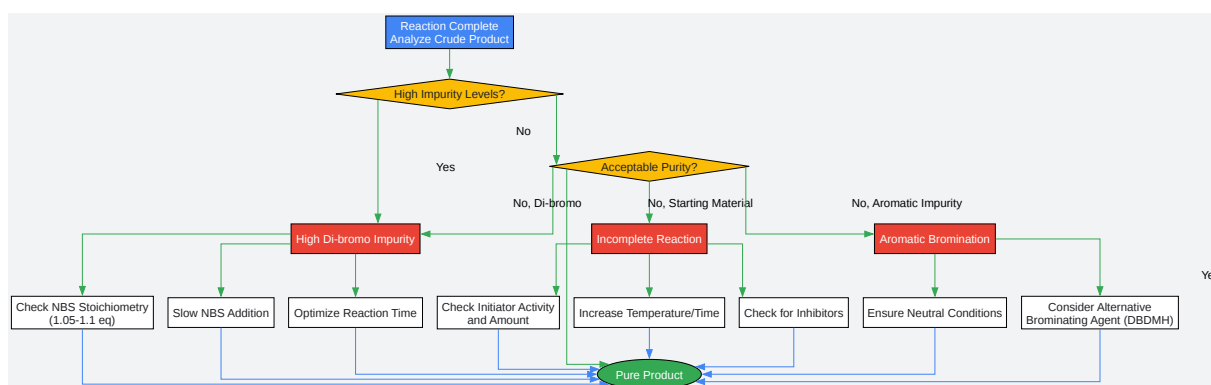 Reaction Complete
Analyze Crude Product
High Impurity Levels?
No
Yes
Acceptable Purity?
No, Di-bromo
No, Starting Material
No, Aromatic Impurity
High Di-bromo Impurity
Incomplete Reaction
Aromatic Bromination
Check NBS Stoichiometry
(1.05-1.1 eq)
Slow NBS Addition
Optimize Reaction Time
Check Initiator Activity
and Amount
Increase Temperature/Time
Check for Inhibitors
Ensure Neutral Conditions
Consider Alternative
Brominating Agent (DBDMH)
Pure Product